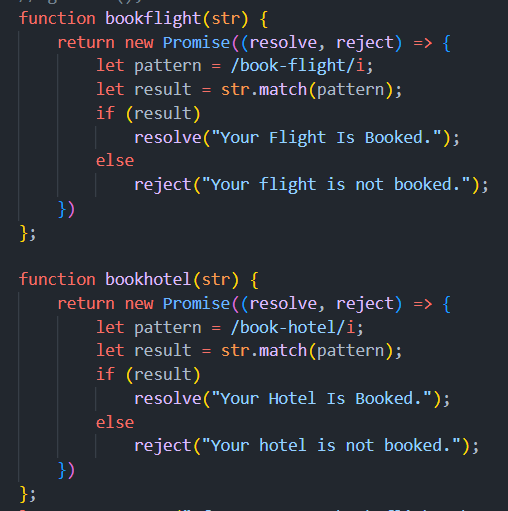 function bookflight(str) {
    return new Promise((resolve, reject) => {
        let pattern = /book-flight/i;
        let result = str.match(pattern);
        if (result)
            resolve("Your Flight Is Booked.");
        else
            reject("Your flight is not booked.");
    })
};

function bookhotel(str) {
    return new Promise((resolve, reject) => {
        let pattern = /book-hotel/i;
        let result = str.match(pattern);
        if (result)
            resolve("Your Hotel Is Booked.");
        else
            reject("Your hotel is not booked.");
    })
};